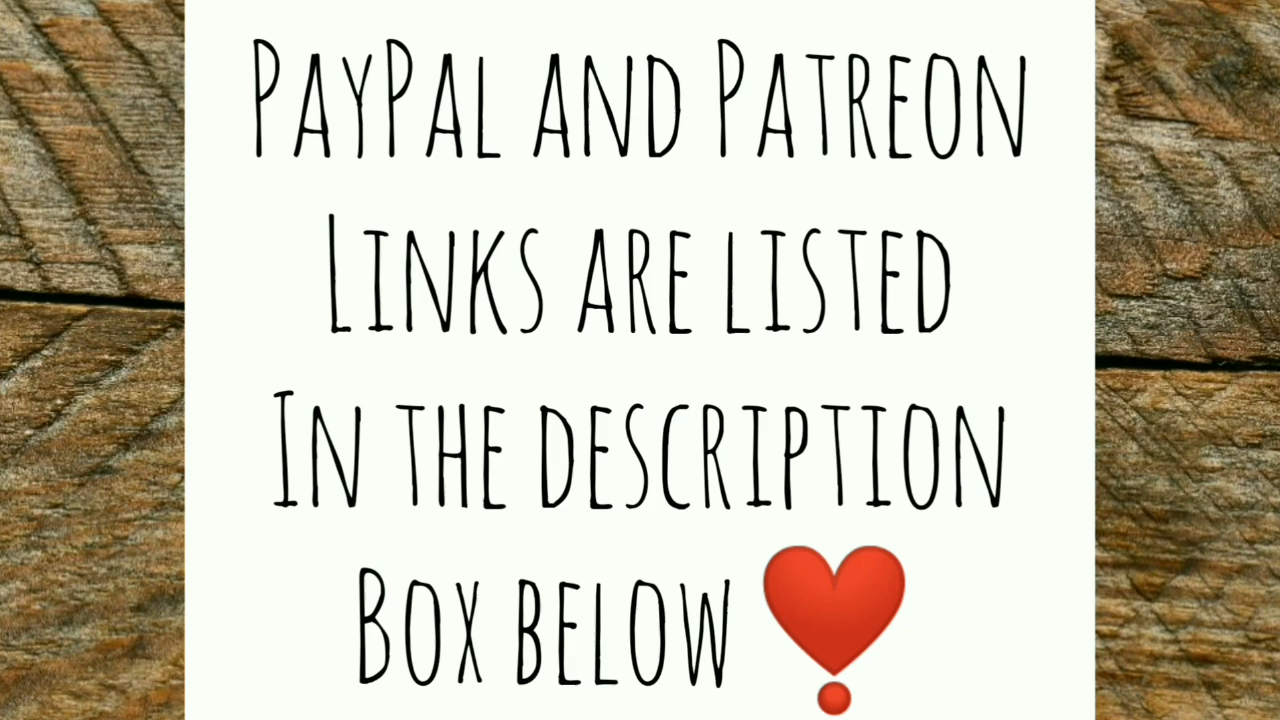 PayPal and Patreon
Links are listed
In the description
Box below ❣